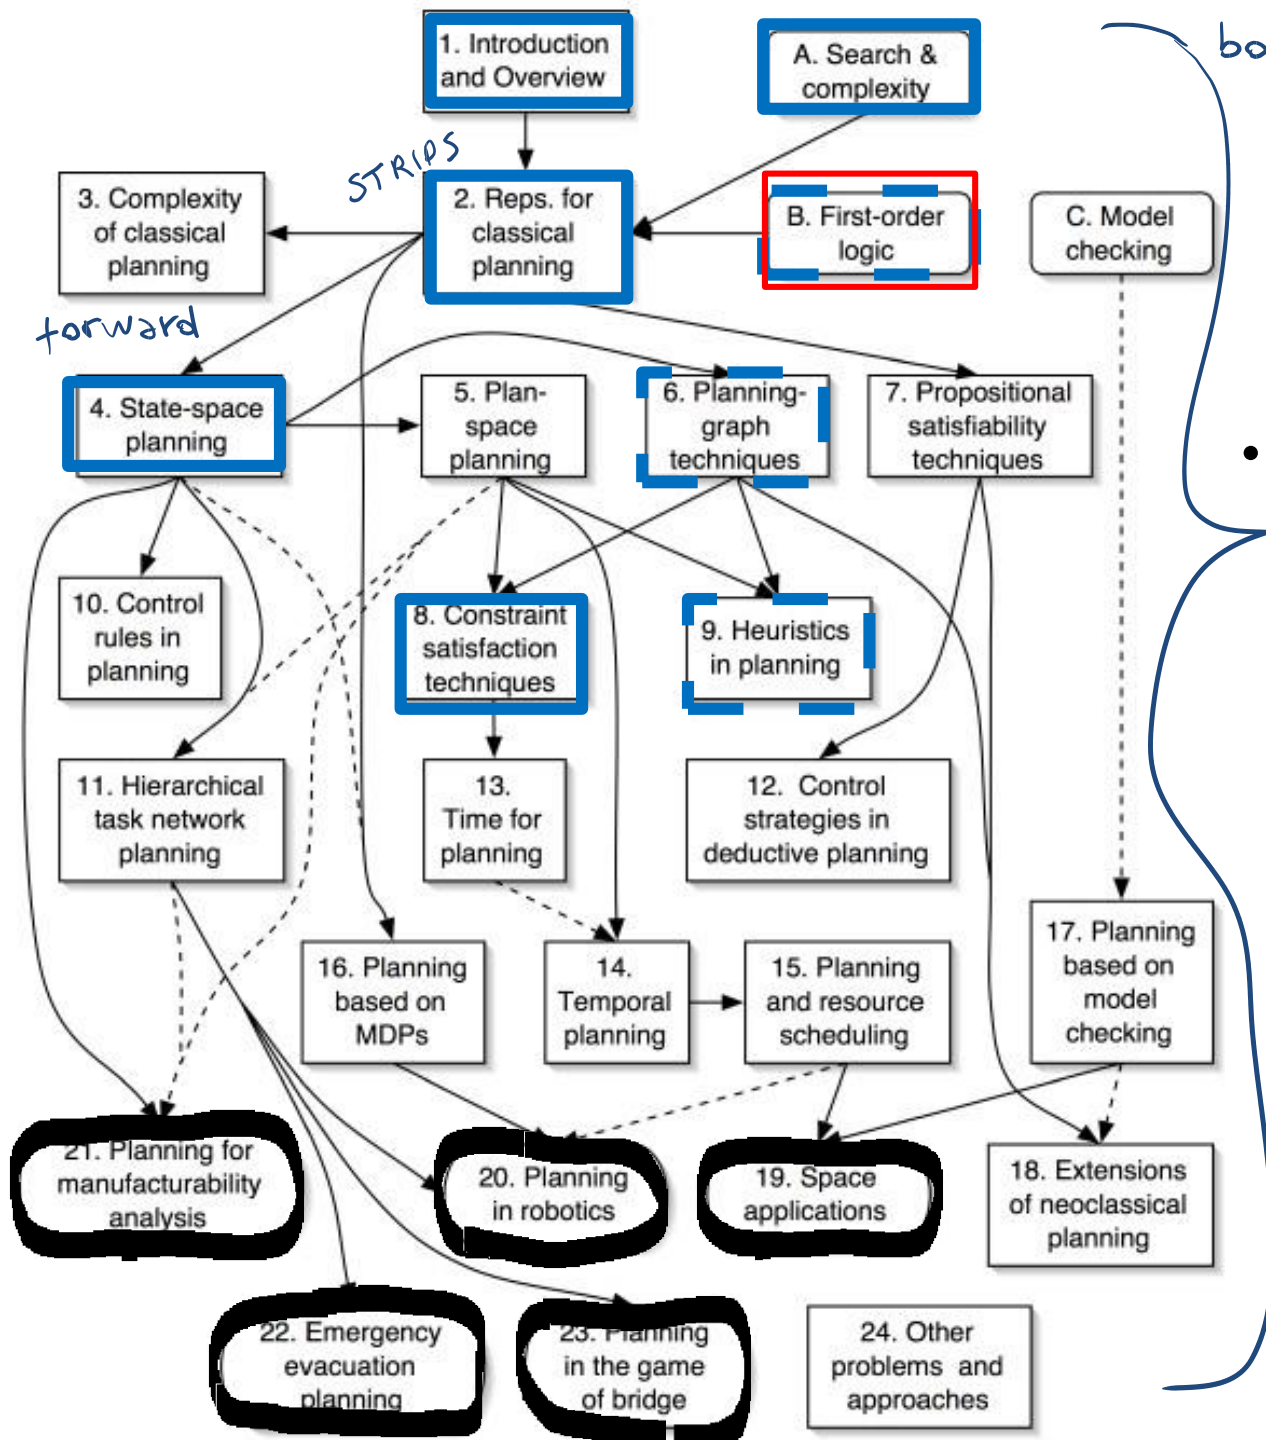 1. Introduction
and Overview
A. Search &
complexity
bo
STRIPS
3. Complexity
of classical
planning
2. Reps. for
classical
planning
B. First-order
logic
C. Model
checking
forward
4. State-space
planning
5. Plan-
space
planning
6. Planning-
graph
techniques
7. Propositional
satisfiability
techniques
•
10. Control
rules in
planning
8. Constraint
satisfaction
techniques
9. Heuristics
in planning
11. Hierarchical
task network
planning
13.
Time for
planning
12. Control
strategies in
deductive planning
16. Planning
based on
MDPs
14.
Temporal
planning
15. Planning
and resource
scheduling
17. Planning
based on
model
checking
21. Planning for
manufacturability
analysis
20. Planning
in robotics
19. Space
applications
18. Extensions
of neoclassical
planning
22. Emergency
evacuation
planning
23. Planning
in the game
of bridge
24. Other
problems and
approaches